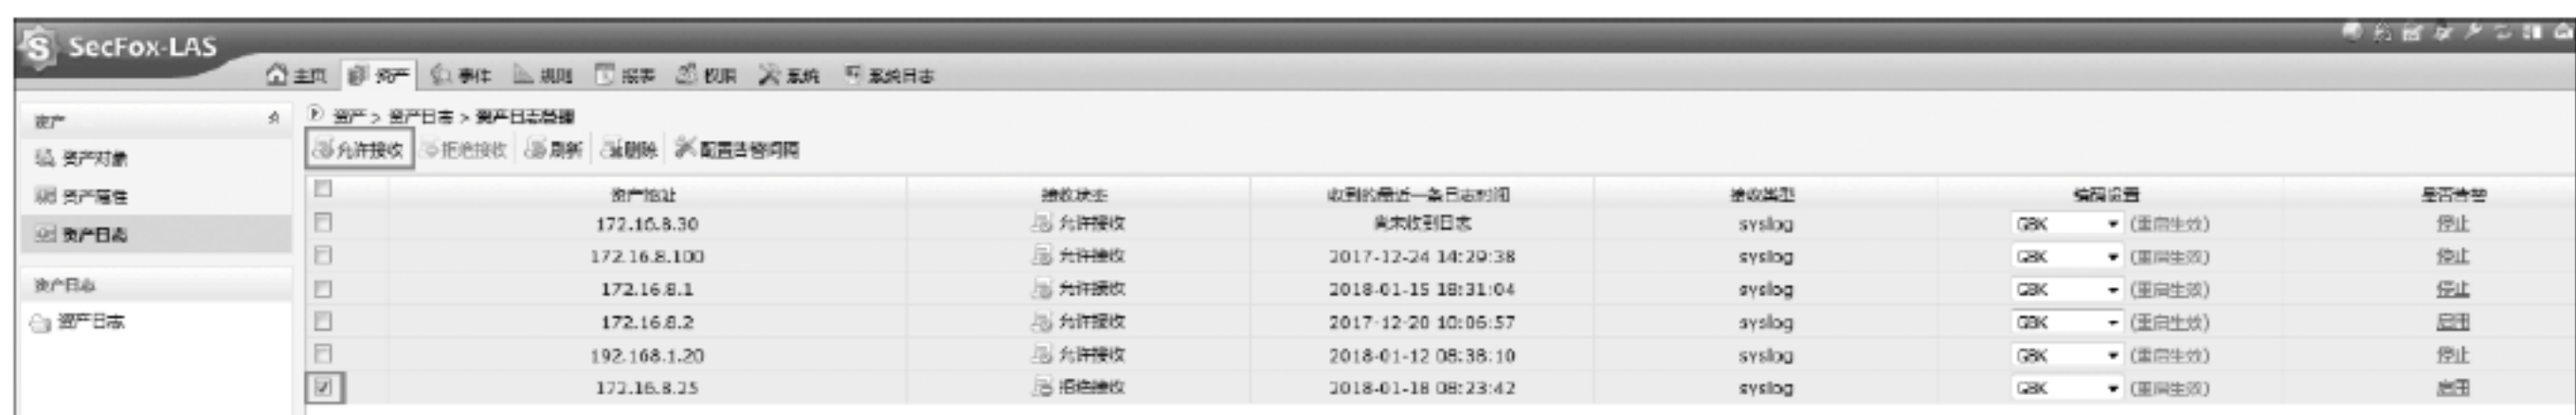 SecFox-LAS
主页 资产 事件 规则 报表 权限 系统 系统日志
资产
资产对象
资产属性
资产日志
资产日志
资产日志
资产 > 资产日志 > 资产日志管理
允许接收 拒绝接收 刷新 删除 配置告警间隔
资产地址 接收状态 收到的最近一条日志时间 接收类型 编码设置 是否告警
172.16.8.30 允许接收 尚未收到日志 syslog GBK (重启生效) 停止
172.16.8.100 允许接收 2017-12-24 14:29:38 syslog GBK (重启生效) 停止
172.16.8.1 允许接收 2018-01-15 18:31:04 syslog GBK (重启生效) 停止
172.16.8.2 允许接收 2017-12-20 10:06:57 syslog GBK (重启生效) 启用
192.168.1.20 允许接收 2018-01-12 08:38:10 syslog GBK (重启生效) 停止
172.16.8.25 拒绝接收 2018-01-18 08:23:42 syslog GBK (重启生效) 启用